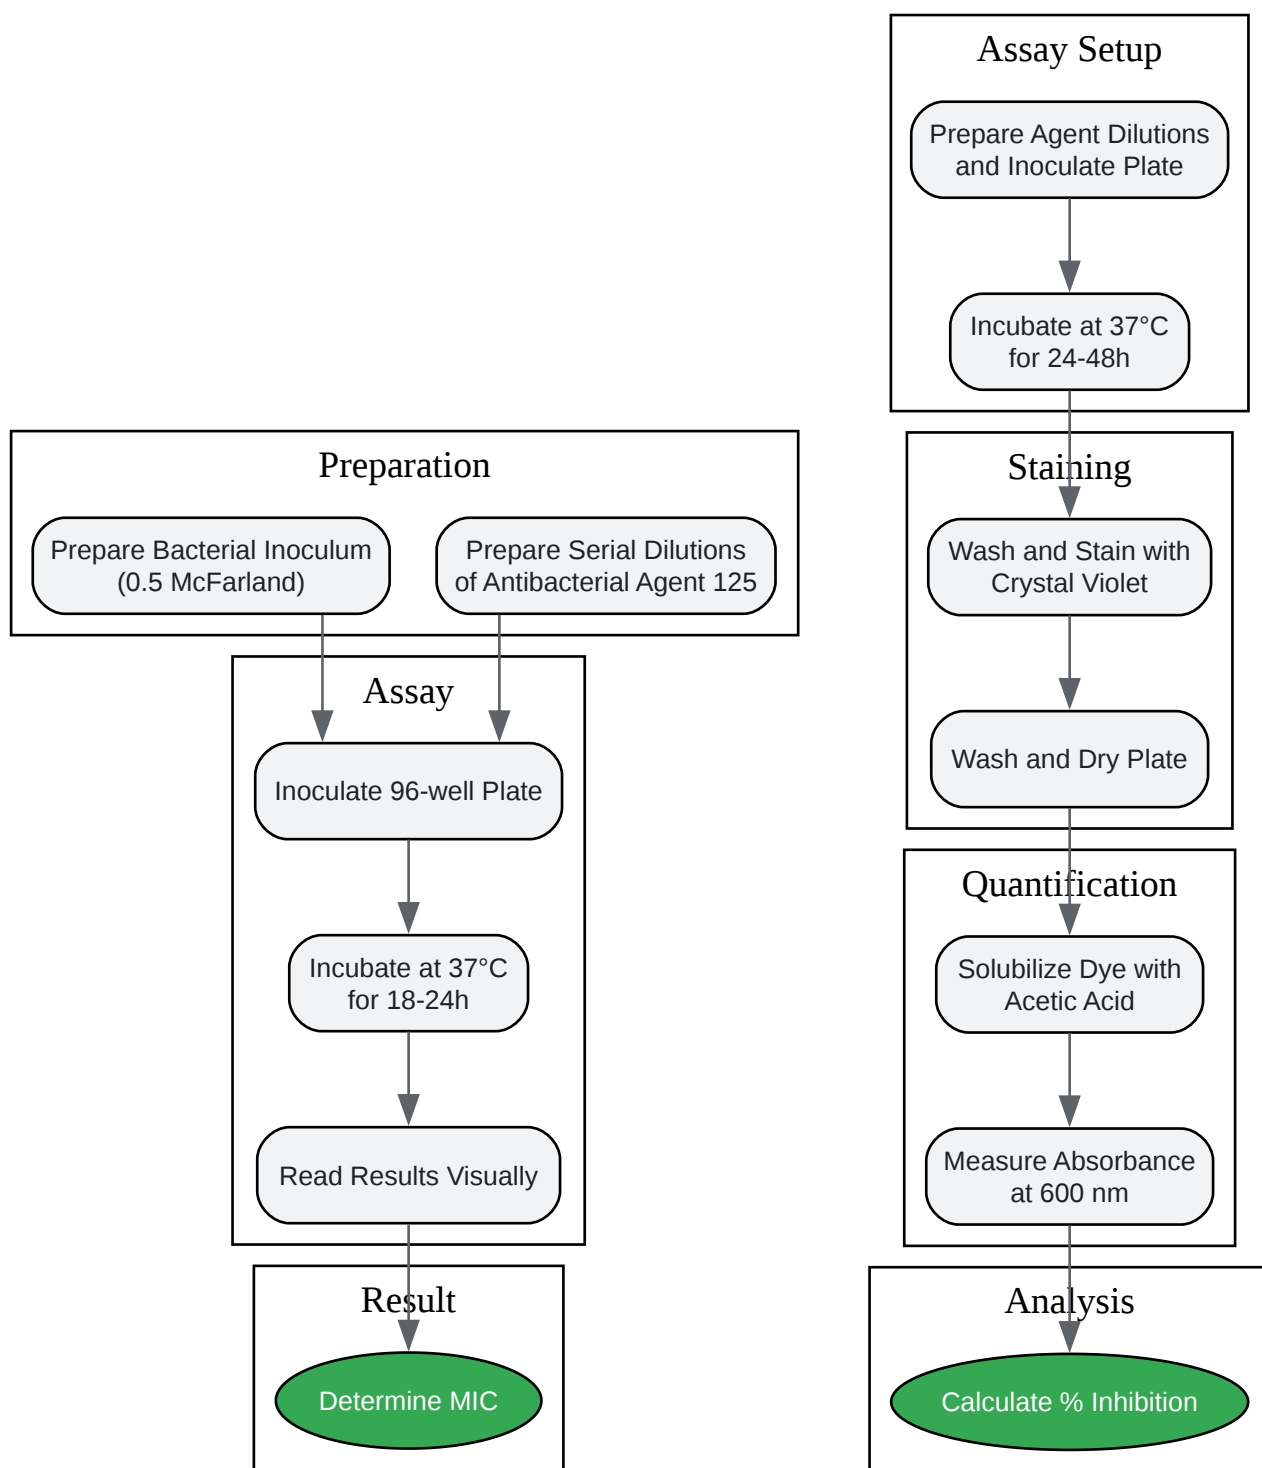 Preparation
Prepare Bacterial Inoculum
(0.5 McFarland)
Prepare Serial Dilutions
of Antibacterial Agent 125
Assay
Inoculate 96-well Plate
Incubate at 37°C
for 18-24h
Read Results Visually
Result
Determine MIC
Assay Setup
Prepare Agent Dilutions
and Inoculate Plate
Incubate at 37°C
for 24-48h
Staining
Wash and Stain with
Crystal Violet
Wash and Dry Plate
Quantification
Solubilize Dye with
Acetic Acid
Measure Absorbance
at 600 nm
Analysis
Calculate % Inhibition